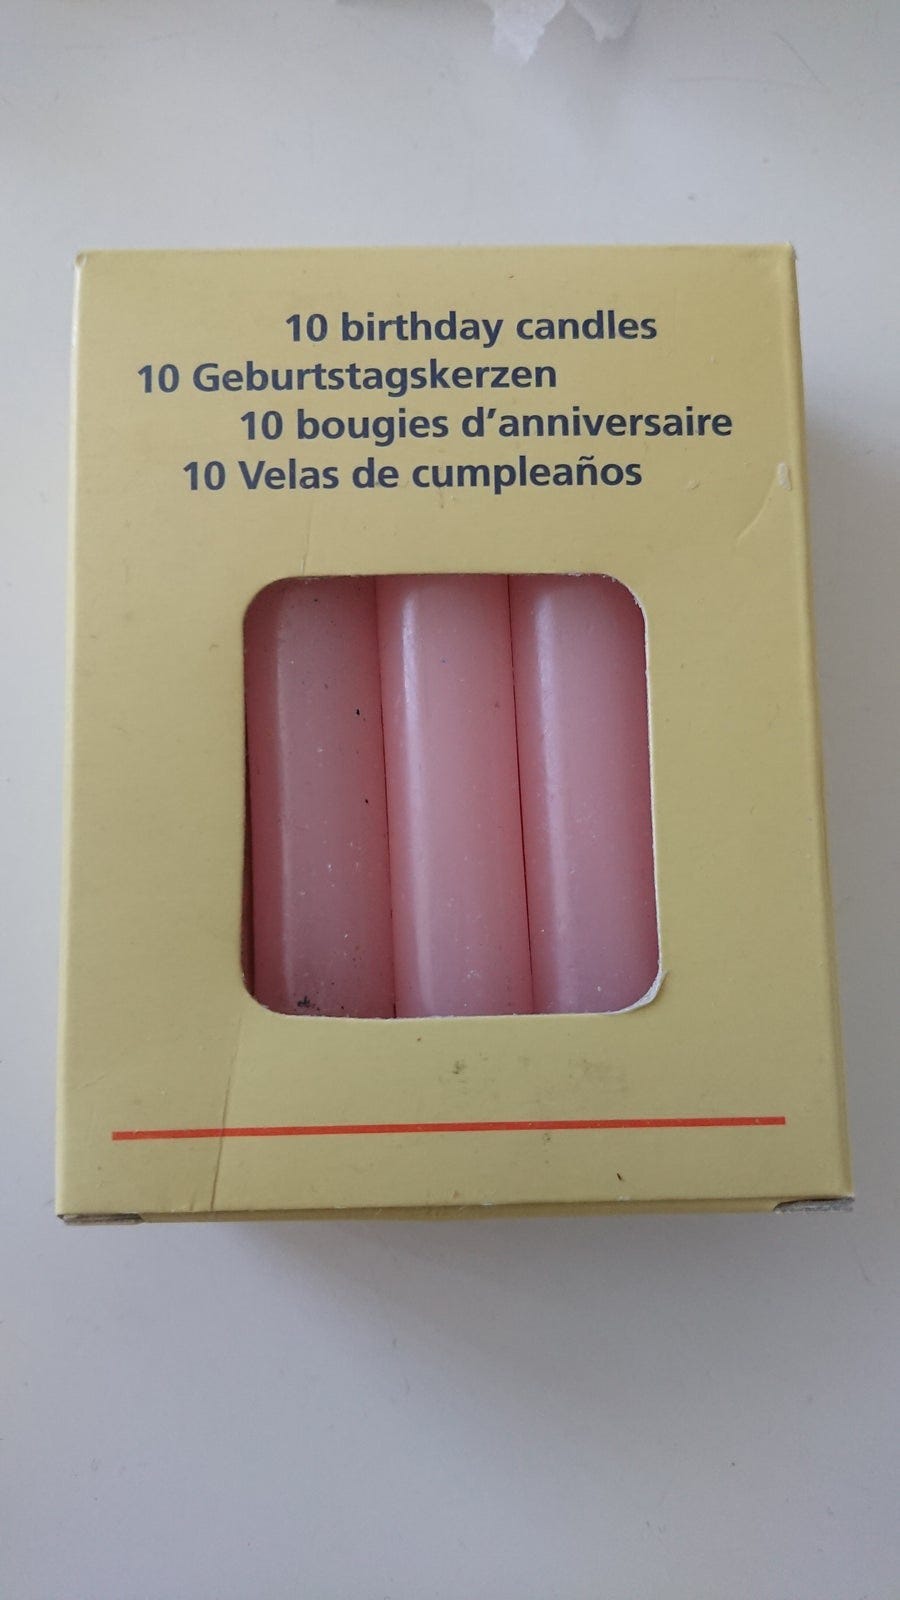 10 birthday candles
10 Geburtstagskerzen
10 bougies d’anniversaire
10 Velas de cumpleaños